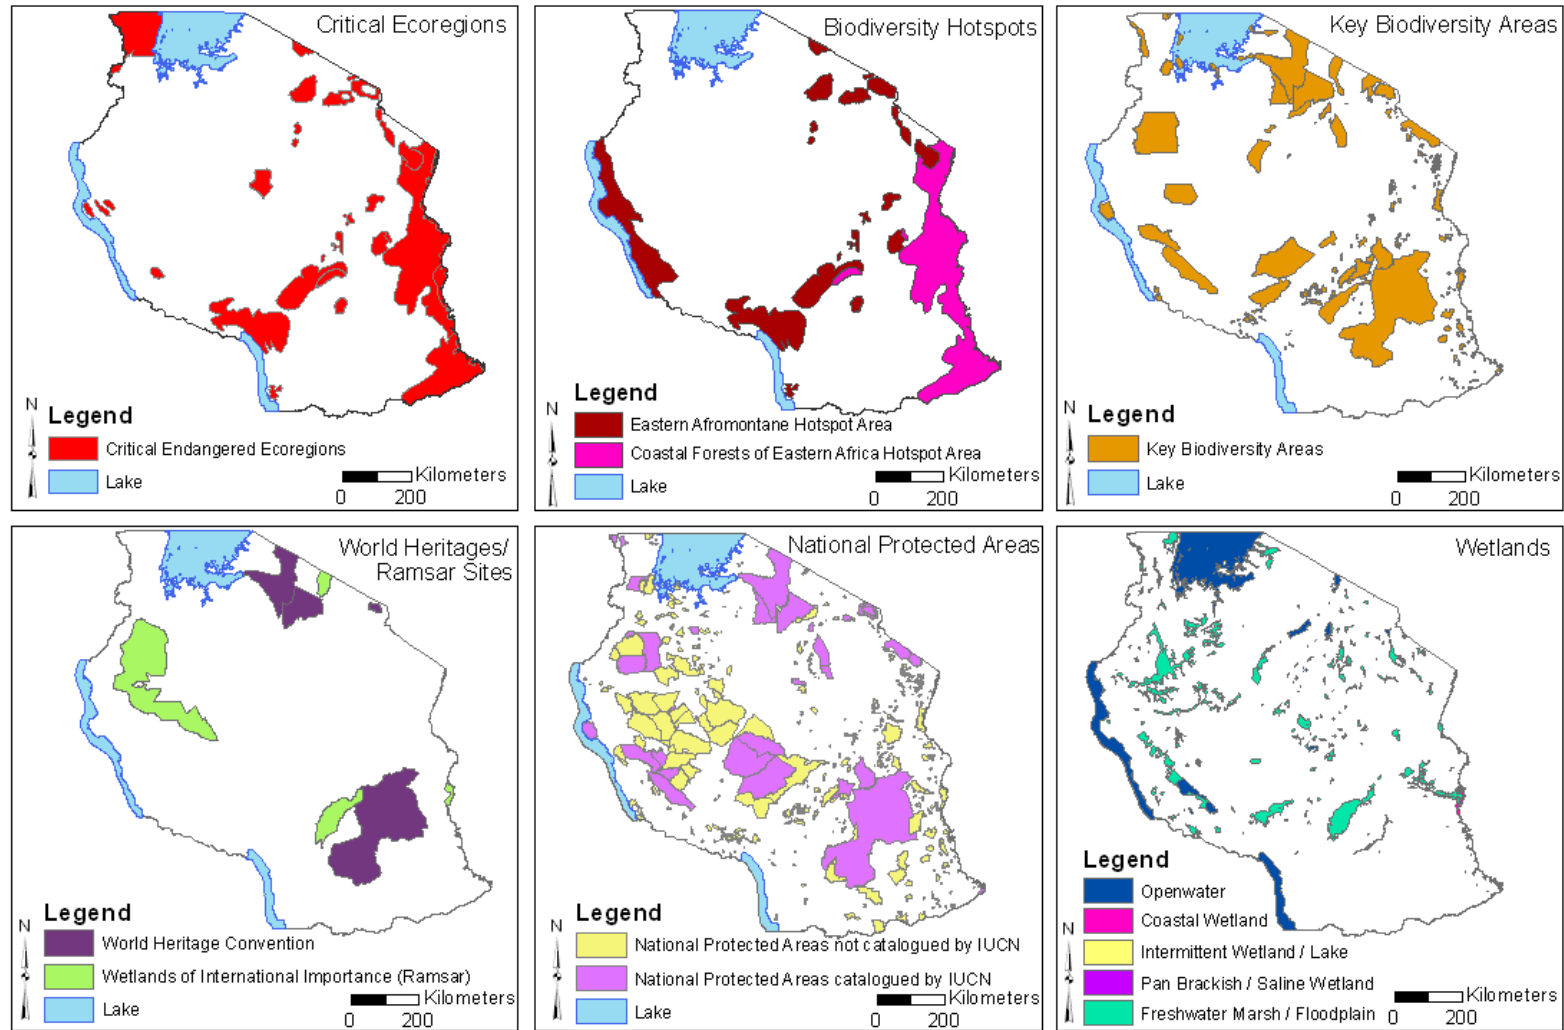 Critical Ecoregions
N
Legend
Critical Endangered Ecoregions
Lake
Kilometers
0 200
Biodiversity Hotspots
N
Legend
Eastern Afromontane Hotspot Area
Coastal Forests of Eastern Africa Hotspot Area
Lake
Kilometers
0 200
Key Biodiversity Areas
N
Legend
Key Biodiversity Areas
Lake
Kilometers
0 200
World Heritages/
Ramsar Sites
N
Legend
World Heritage Convention
Wetlands of International Importance (Ramsar)
Lake
Kilometers
0 200
National Protected Areas
N
Legend
National Protected Areas not catalogued by IUCN
National Protected Areas catalogued by IUCN
Lake
Kilometers
0 200
Wetlands
N
Legend
Openwater
Coastal Wetland
Intermittent Wetland / Lake
Pan Brackish / Saline Wetland
Freshwater Marsh / Floodplain
Kilometers
0 200